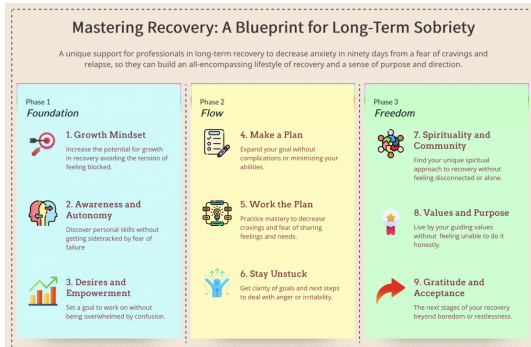 Mastering Recovery: A Blueprint for Long-Term Sobriety
A unique support for professionals in long-term recovery to decrease anxiety in ninety days from a fear of cravings and
relapse, so they can build an all-encompassing lifestyle of recovery and a sense of purpose and direction.
Phase 1
Foundation
1. Growth Mindset
Increase the potential for growth
in recovery avoiding the tension of
feeling blocked.
2. Awareness and
Autonomy
Discover personal skills without
getting sidetracked by fear of
failure
3. Desires and
Empowerment
Set a goal to work on without
being overwhelmed by confusion.
Phase 2
Flow
4. Make a Plan
Expand your goal without
complications or minimizing your
abilities.
5. Work the Plan
Practice mastery to decrease
cravings and fear of sharing
feelings and needs.
6. Stay Unstuck
Get clarity of goals and next steps
to deal with anger or irritability.
Phase 3
Freedom
7. Spirituality and
Community
Find your unique spiritual
approach to recovery without
feeling disconnected or alone.
8. Values and Purpose
Live by your guiding values
without feeling unable to do it
honestly.
9. Gratitude and
Acceptance
The next stages of your recovery
beyond boredom or restlessness.